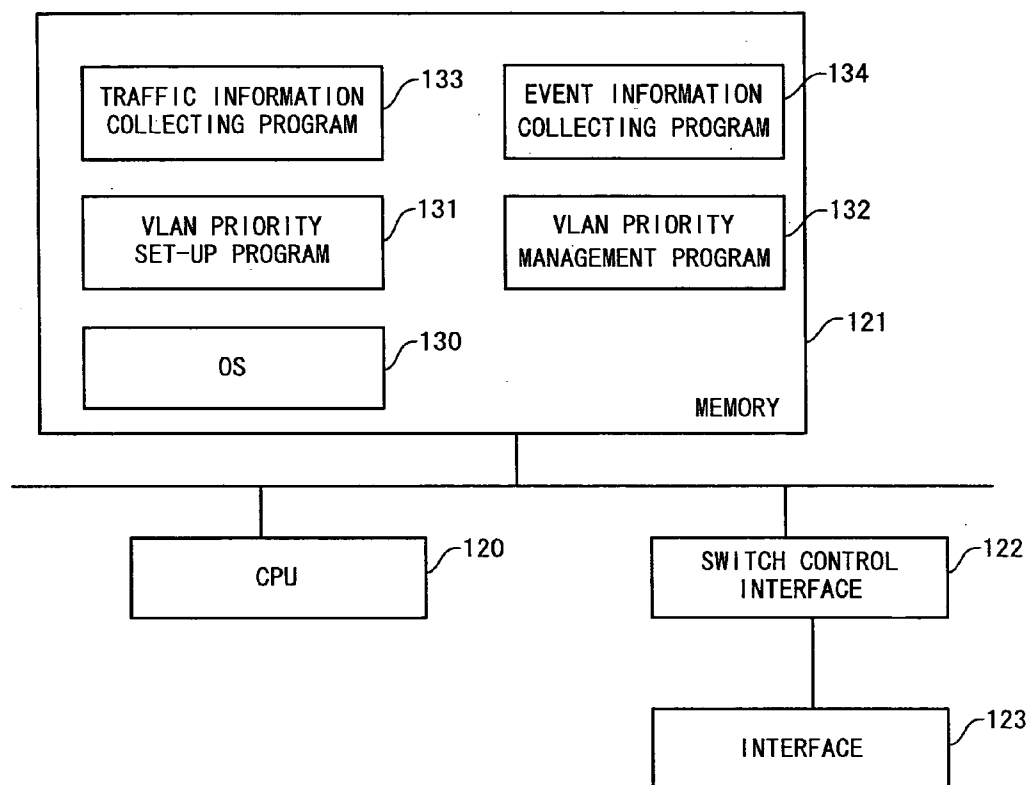 TRAFFIC INFORMATION
COLLECTING PROGRAM
133
EVENT INFORMATION
COLLECTING PROGRAM
134
VLAN PRIORITY
SET-UP PROGRAM
131
VLAN PRIORITY
MANAGEMENT PROGRAM
132
OS
130
121
MEMORY
CPU
120
SWITCH CONTROL
INTERFACE
122
INTERFACE
123